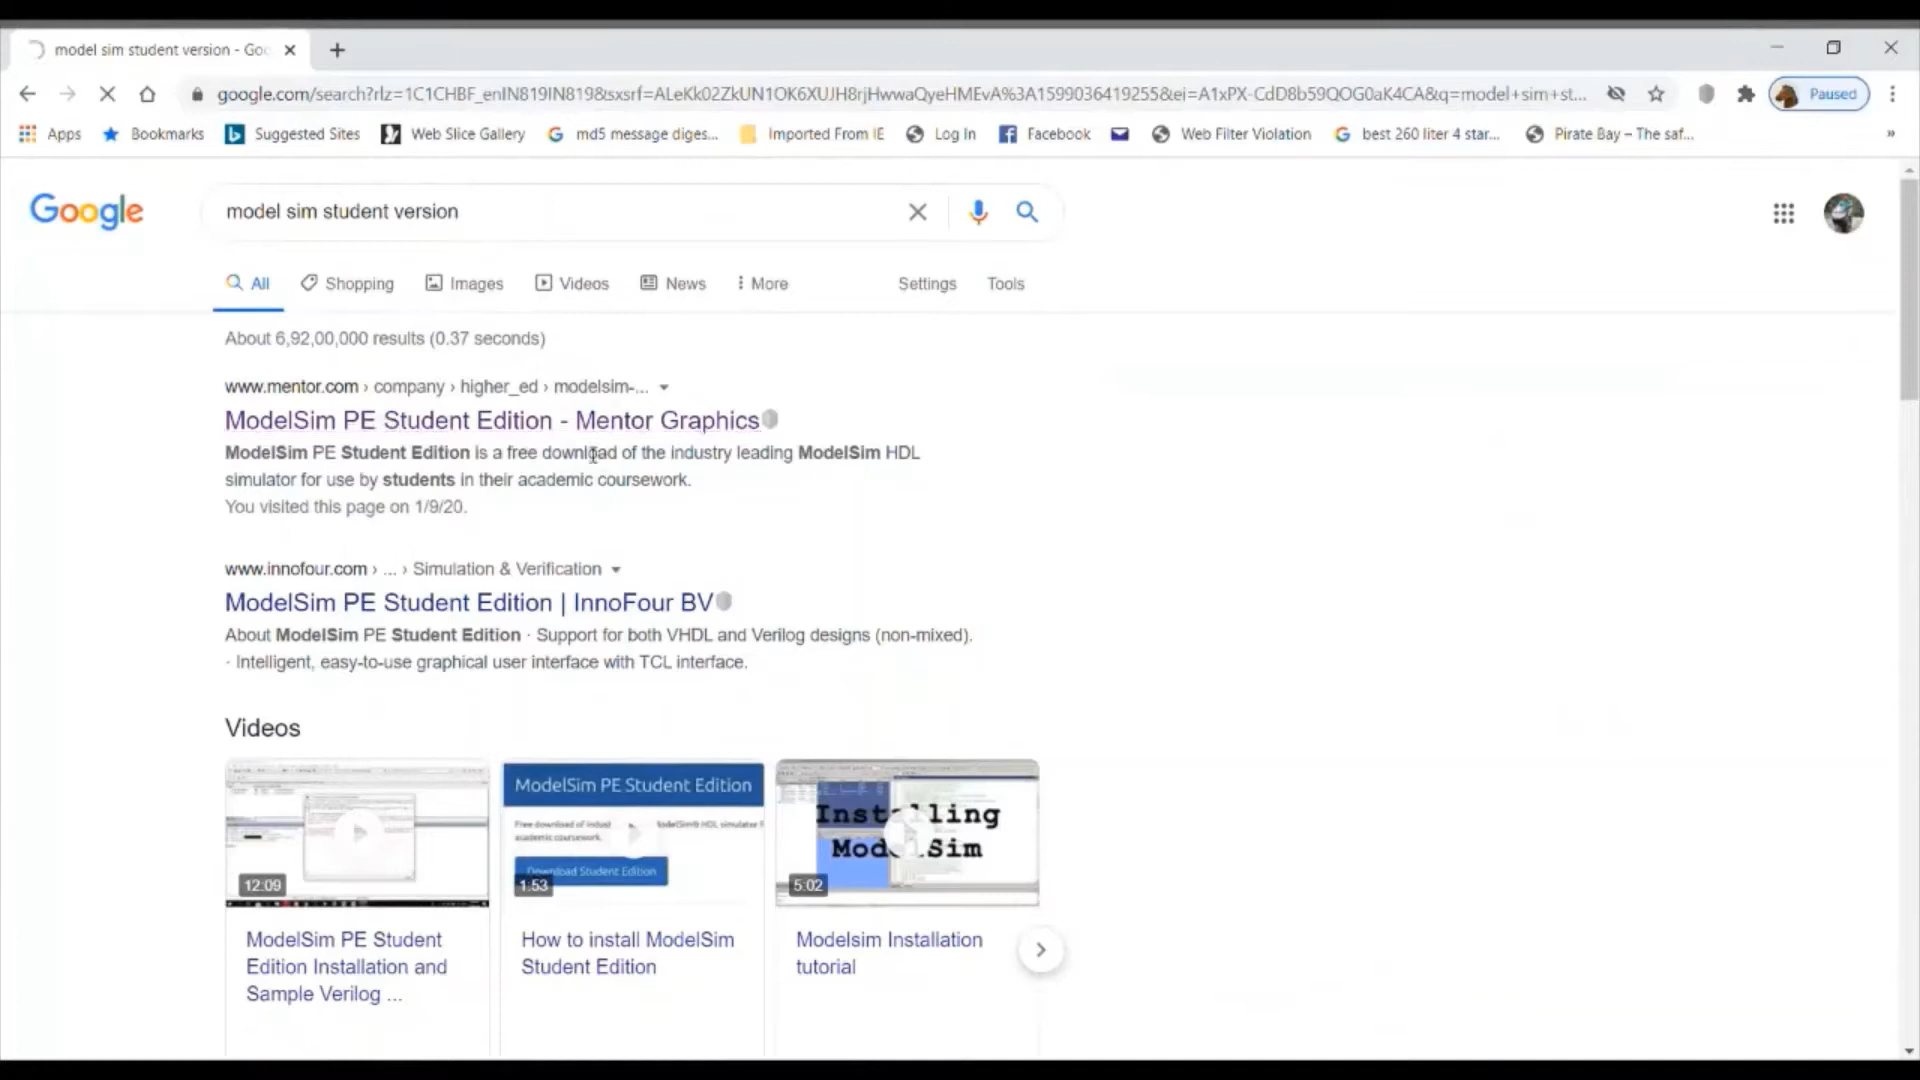 model sim student version - Goo
google.com/search?rlz=1C1CHBF_enIN819IN819&sxsrf=ALeKk02ZkUN1OK6XUJH8rjHwwaQyeHMEvA%3A1599036419255&ei=A1xPX-CdD8b59QOG0aK4CA&q=model+sim+st...
Paused
Apps Bookmarks Suggested Sites Web Slice Gallery md5 message diges... Imported From IE Log In Facebook Web Filter Violation best 260 liter 4 star... Pirate Bay – The saf... »
Google
model sim student version
All Shopping Images Videos News More Settings Tools
About 6,92,00,000 results (0.37 seconds)
www.mentor.com › company › higher_ed › modelsim-...
ModelSim PE Student Edition - Mentor Graphics
ModelSim PE Student Edition is a free download of the industry leading ModelSim HDL
simulator for use by students in their academic coursework.
You visited this page on 1/9/20.
www.innofour.com › ... › Simulation & Verification
ModelSim PE Student Edition | InnoFour BV
About ModelSim PE Student Edition · Support for both VHDL and Verilog designs (non-mixed).
· Intelligent, easy-to-use graphical user interface with TCL interface.
Videos
12:09
ModelSim PE Student
Edition Installation and
Sample Verilog ...
ModelSim PE Student Edition
Free download of
academic coursework.
Download Student Edition
1:53
How to install ModelSim
Student Edition
Installing
ModelSim
5:02
Modelsim Installation
tutorial